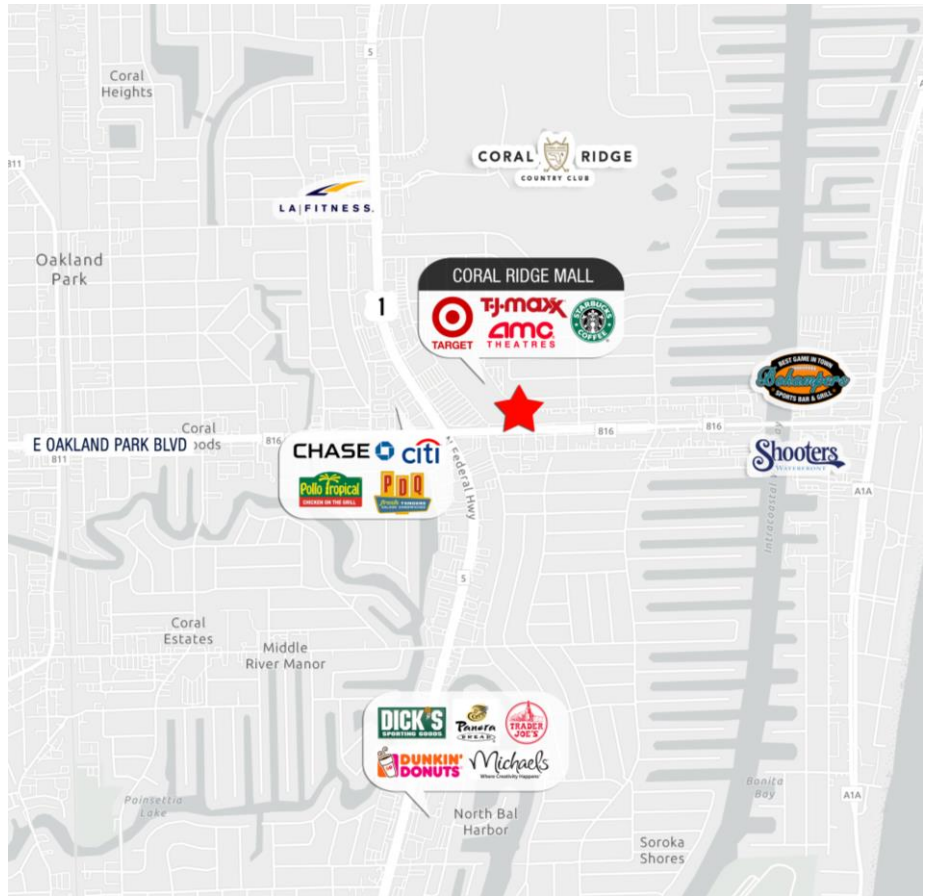 5
Coral
Heights
811
CORAL RIDGE
COUNTRY CLUB
LA|FITNESS.
Oakland
Park
CORAL RIDGE MALL
1
TARGET
T·J·maxx
amc
THEATRES
STARBUCKS
COFFEE
BEST GAME IN TOWN
Bokampers
SPORTS BAR & GRILL
Coral
oods
E OAKLAND PARK BLVD
811
816
816
816
CHASE
citi
Pollo Tropical
CHICKEN ON THE GRILL
PDQ
N Federal Hwy
Shooters
WATERFRONT
A1A
Intracoastal
5
Coral
Estates
Middle
River Manor
DICK'S
SPORTING GOODS
Panera
BREAD
TRADER
JOE'S
DUNKIN'
DONUTS
Michaels
Where Creativity Happens
Poinsettia
Lake
North Bal
Harbor
Bonita
Bay
A1A
Soroka
Shores